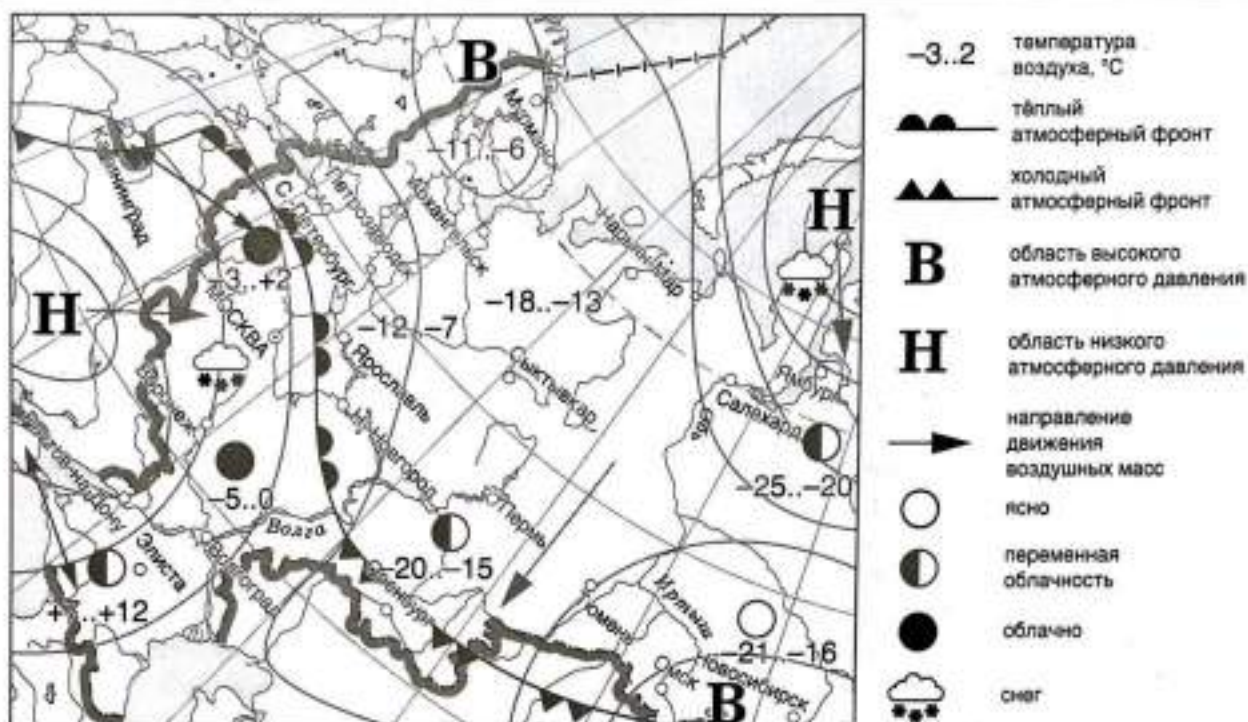 В
Мурманск
Калининград
−11..−6
С.-Петербург
Петрозаводск
Архангельск
Нарьян-Мар
Н
−3..+2
−18..−13
Н
МОСКВА
−12..−7
Ярославль
Сыктывкар
Ямбург
Салехард
Обь
Воронеж
Н.Новгород
−25..−20
Ростов-на-Дону
−5..0
Пермь
Волга
Элиста
Волгоград
−20..−15
Оренбург
Тюмень
Иртыш
..+12
−21..−16
Омск
Новосибирск
В
−3..2
температура
воздуха, °С
тёплый
атмосферный фронт
холодный
атмосферный фронт
В
область высокого
атмосферного давления
Н
область низкого
атмосферного давления
направление
движения
воздушных масс
ясно
переменная
облачность
облачно
снег